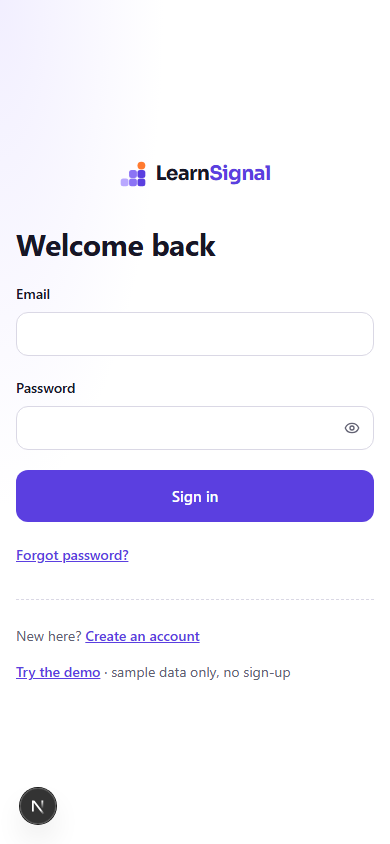 LearnSignal
Welcome back
Email
Password
Sign in
Forgot password?
New here? Create an account
Try the demo · sample data only, no sign-up
N